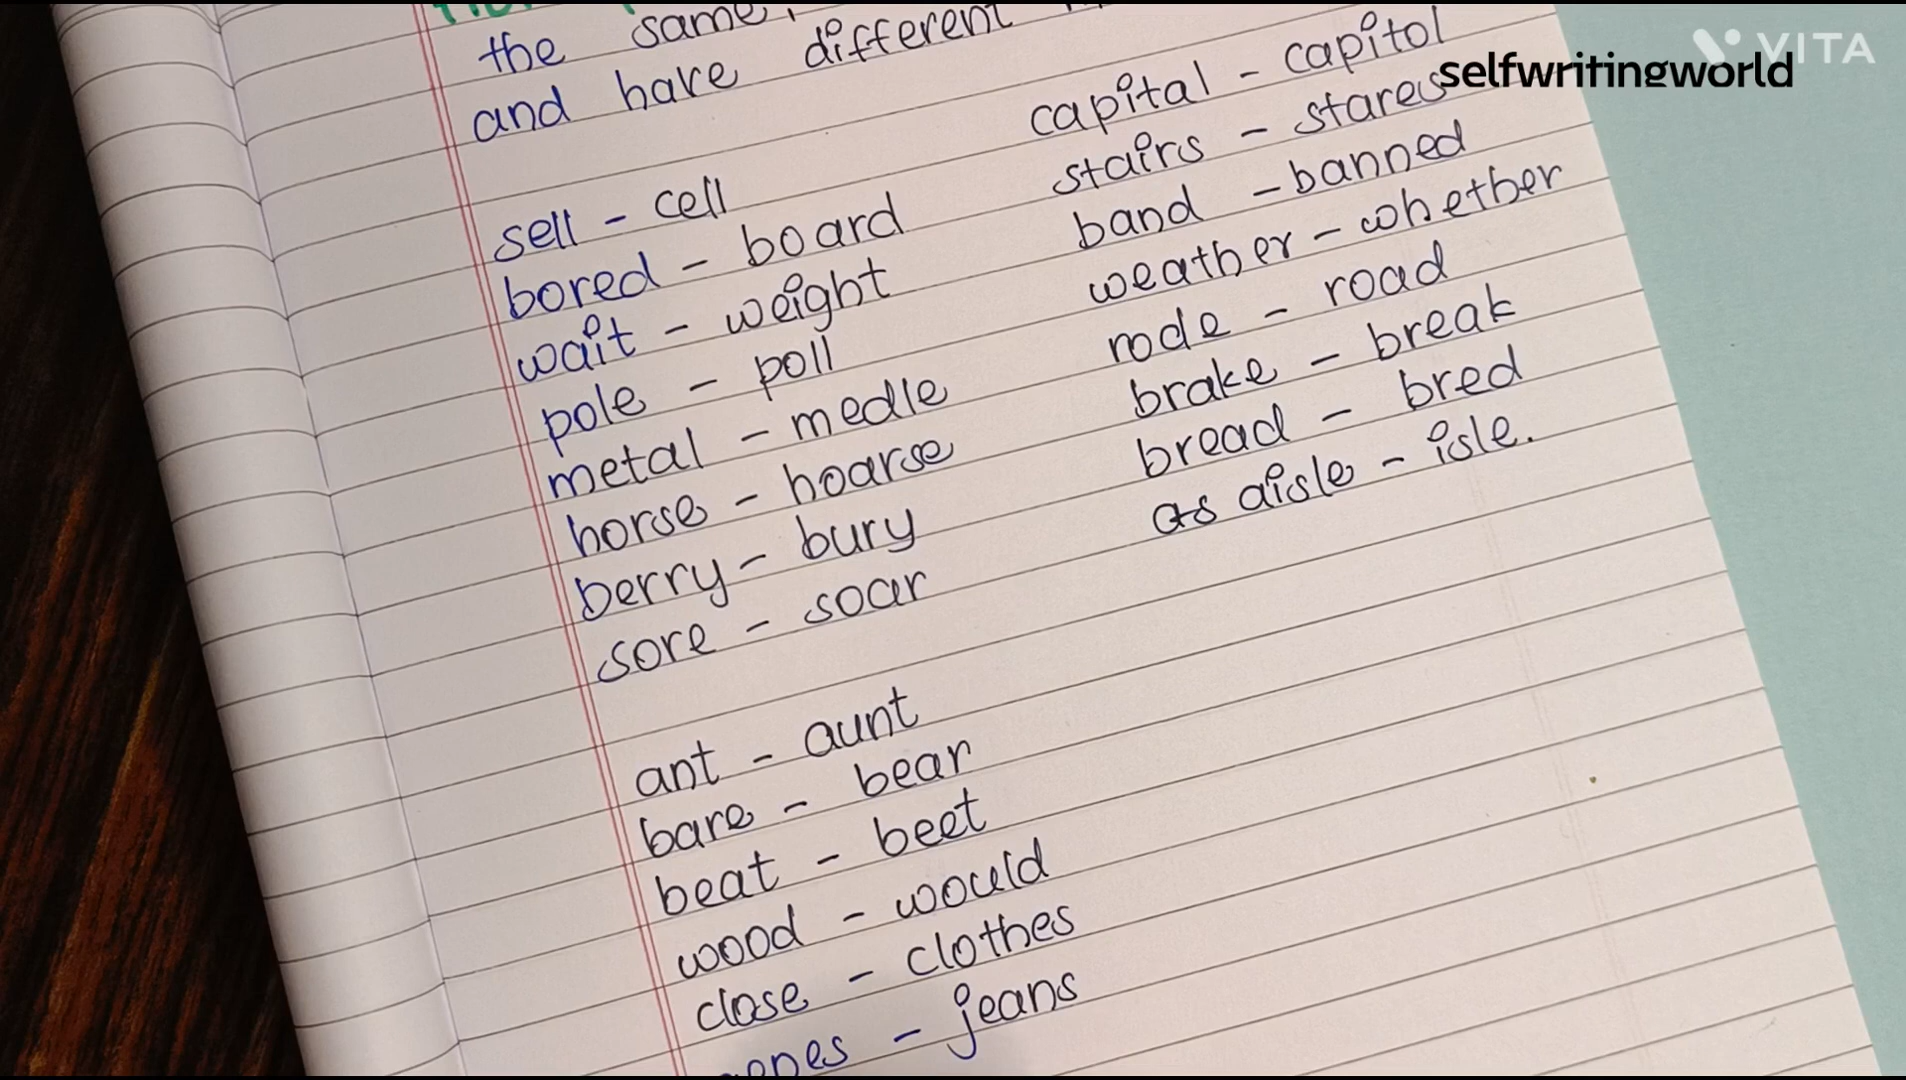 the same,
and have different
sell - cell
bored - board
wait - weight
pole - poll
metal - medle
horse - hoarse
berry - bury
sore - soar
ant - aunt
bare - bear
beat - beet
wood - would
close - clothes
- jeans
capital - capitol
stairs - stares
band - banned
weather - whether
rode - road
brake - break
bread - bred
as aisle - isle.
VITA
selfwritingworld